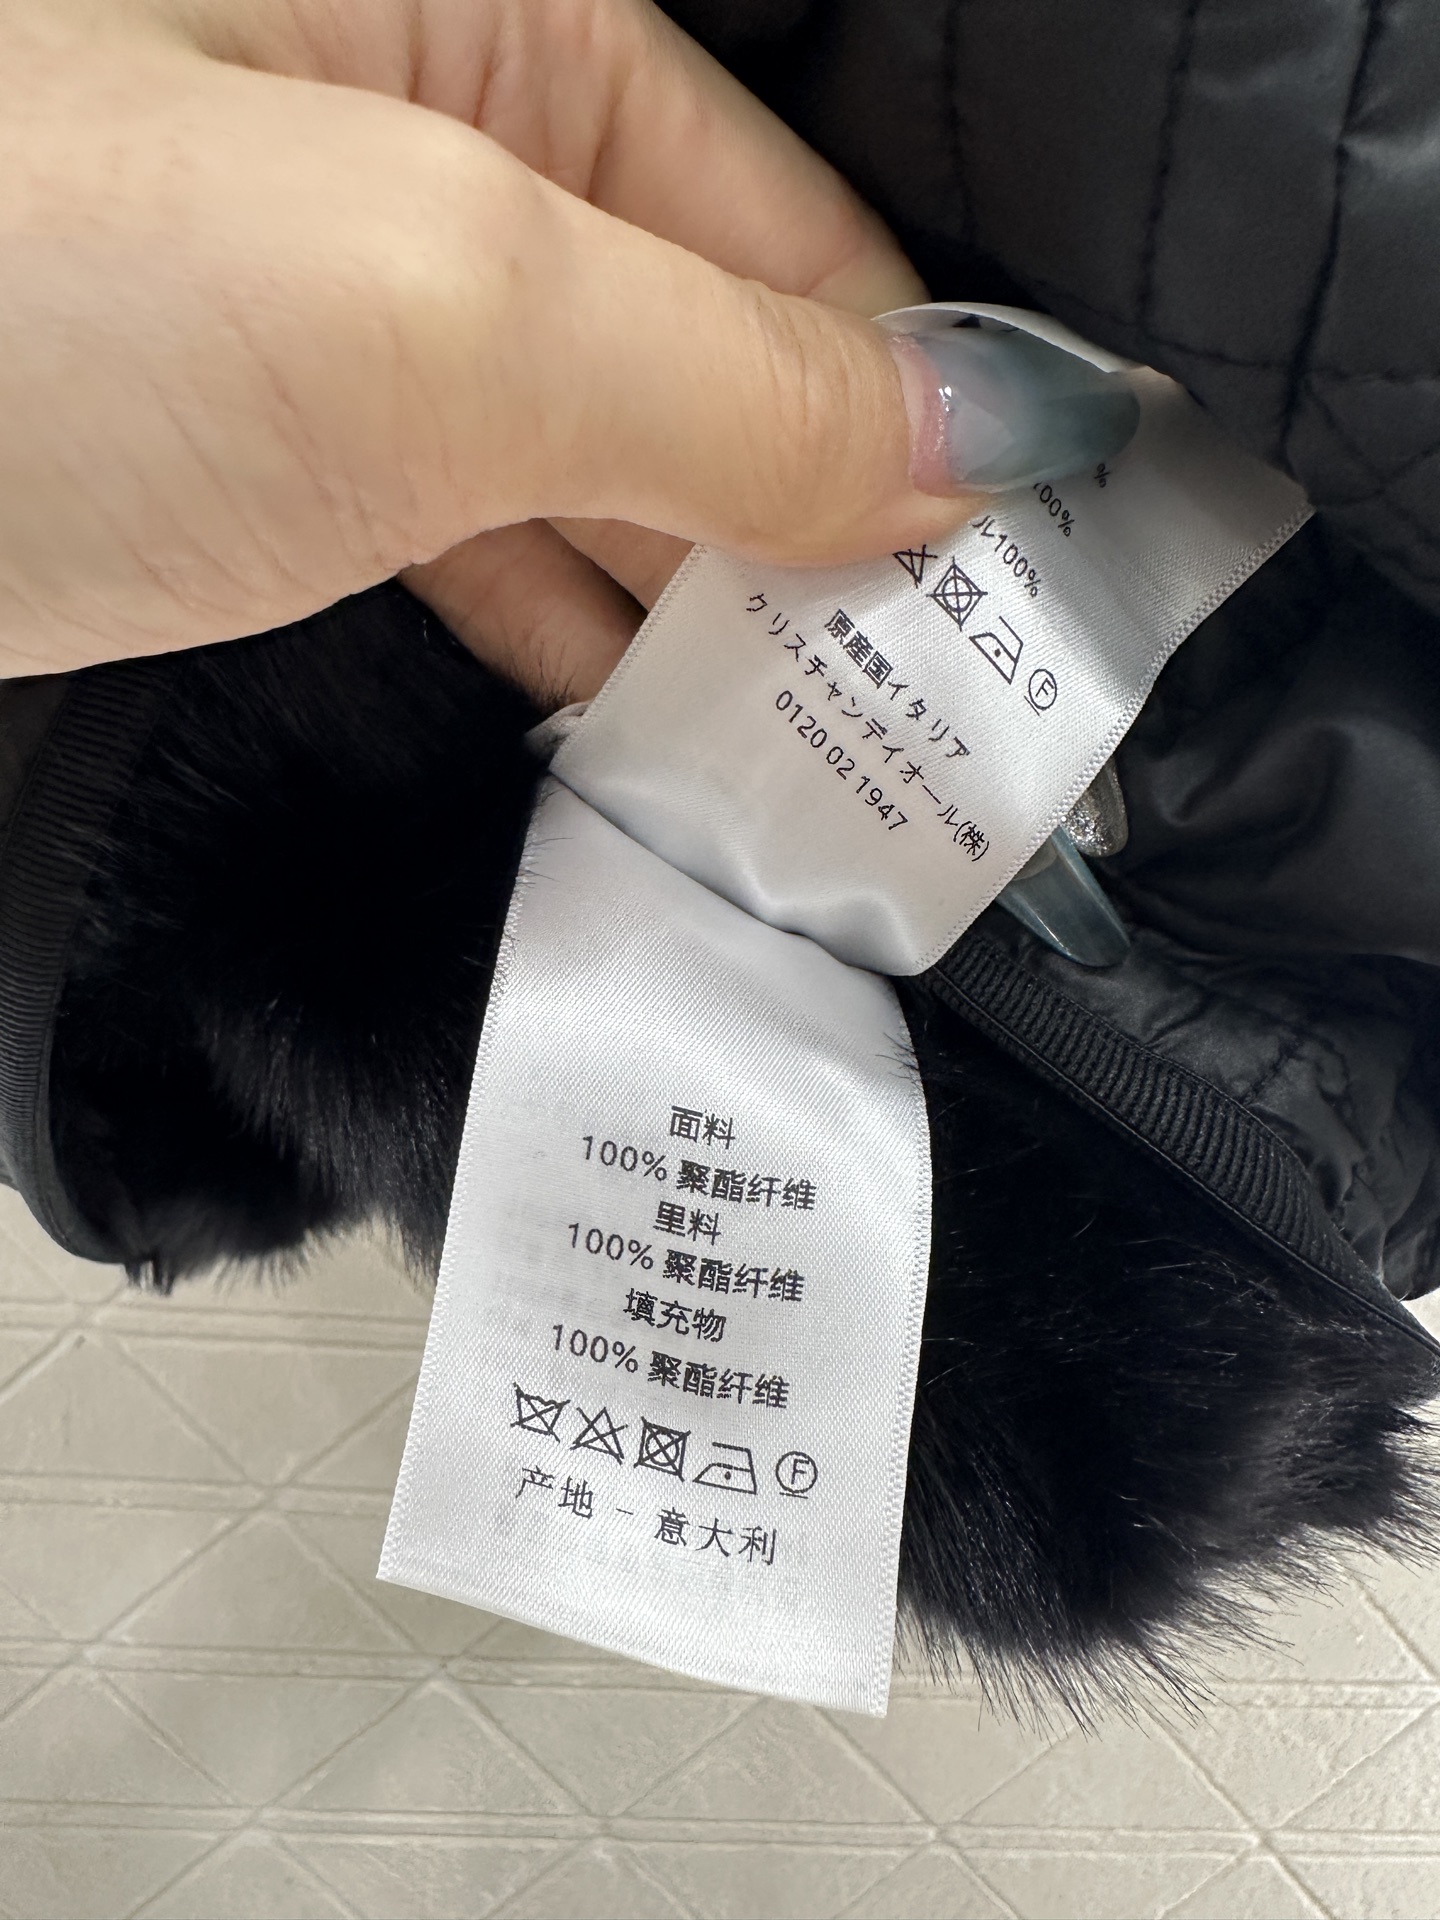 %
100%
ル100%
F
原産国イタリア
クリスチャンディオール(株)
0120 02 1947
面料
100% 聚酯纤维
里料
100% 聚酯纤维
填充物
100% 聚酯纤维
F
产地 - 意大利